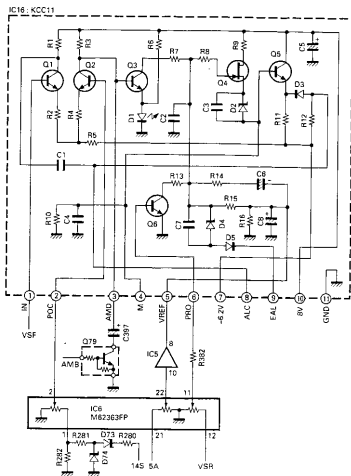 IC16 : KCC11
R1
R3
R6
R7
R8
R9
Q5
C5
Q1
Q2
Q3
Q4
D3
R2
R4
D1
C2
C3
D2
R11
R12
R5
C1
R13
R14
C6
R10
C4
Q6
R15
C7
D4
R16
C8
D5
1 2 3 4 5 6 7 8 9 10 11
IN
POC
AMD
M
VREF
PRO
-6.2V
ALC
EAL
8V
GND
VSF
Q79
C397
AMB
8
IC5
10
R382
2
22
11
IC6
M62363FP
1
21
12
R281
D73
R280
R282
D74
14S
5A
VSR